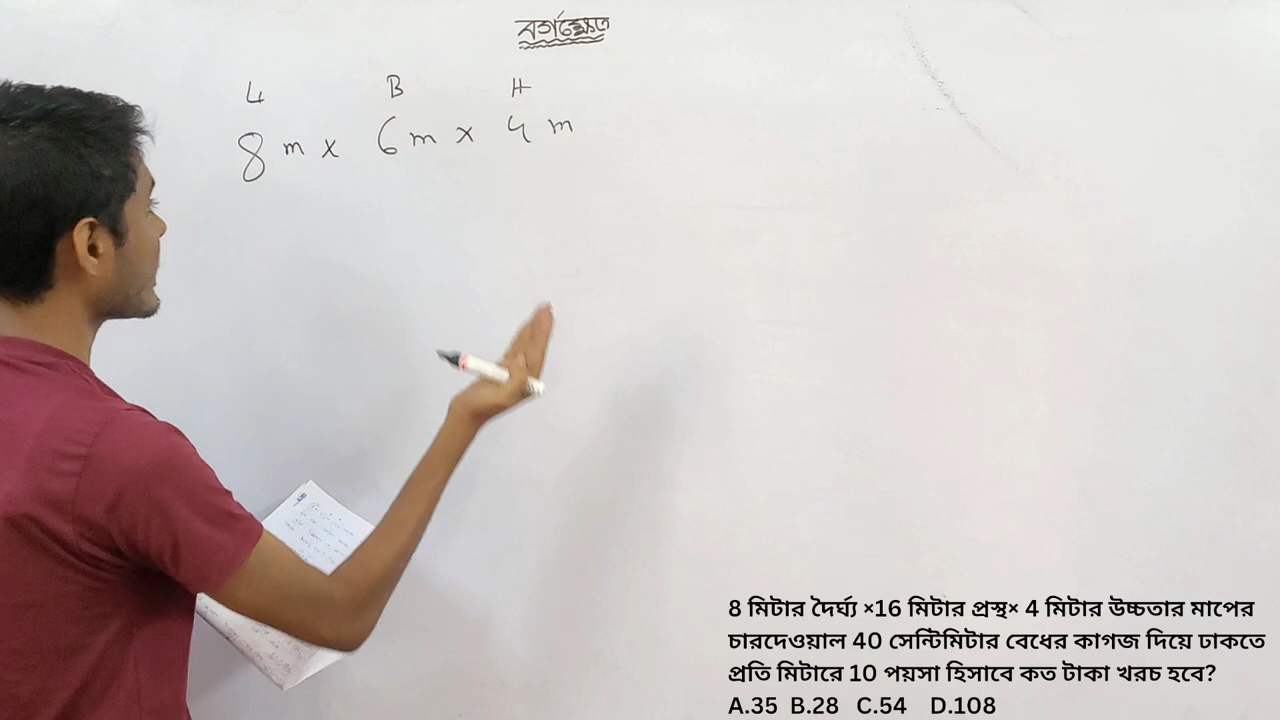 বর্গক্ষেত্র
L B H
8 m x 6 m x 4 m
8 মিটার দৈর্ঘ্য ×16 মিটার প্রস্থ× 4 মিটার উচ্চতার মাপের
চারদেওয়াল 40 সেন্টিমিটার বেধের কাগজ দিয়ে ঢাকতে
প্রতি মিটারে 10 পয়সা হিসাবে কত টাকা খরচ হবে?
A.35 B.28 C.54 D.108